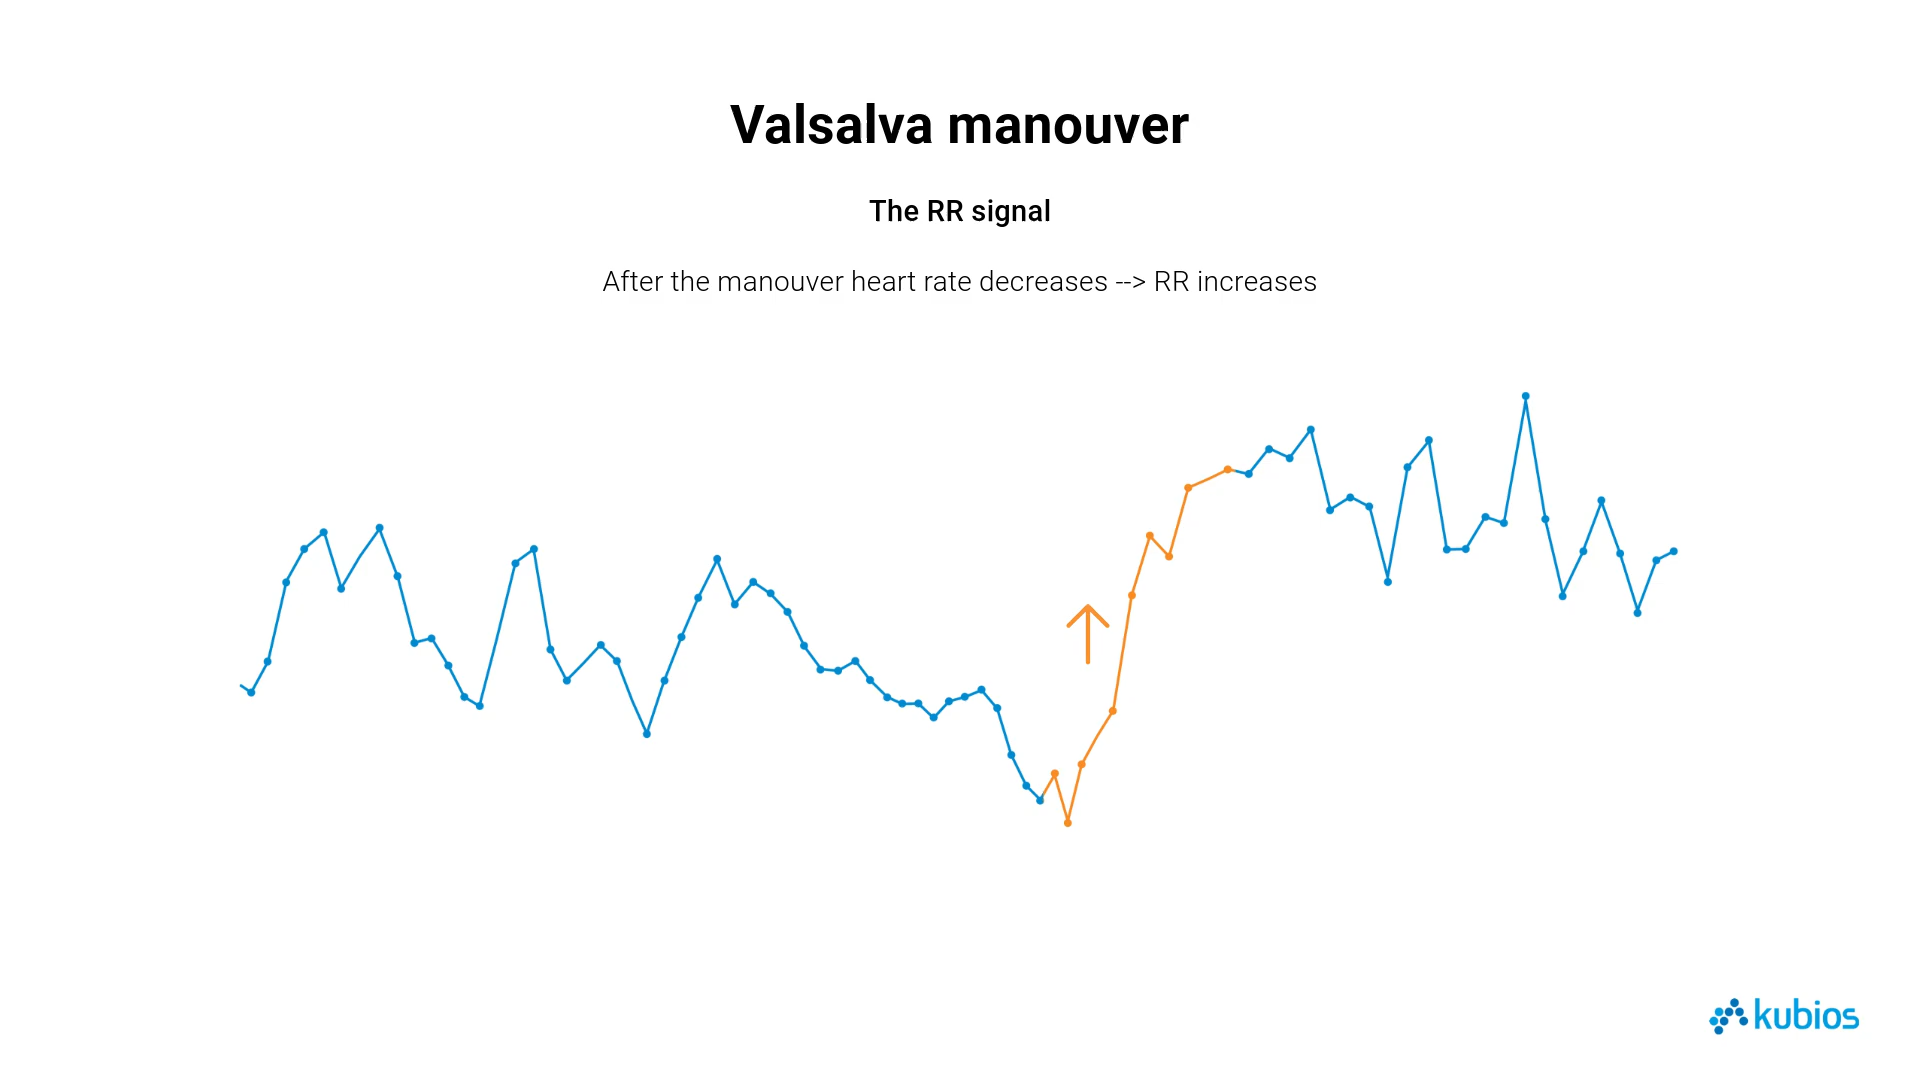 Valsalva manouver
The RR signal
After the manouver heart rate decreases --> RR increases
kubios